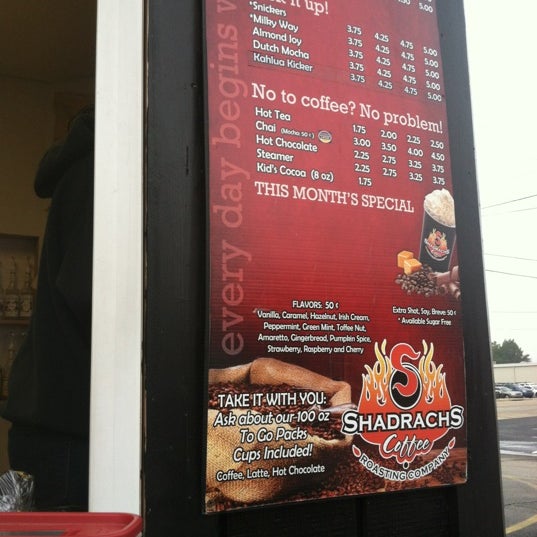 it up!
*Snickers 3.75 4.25 4.75 5.00
*Milky Way 3.75 4.25 4.75 5.00
Almond Joy 3.75 4.25 4.75 5.00
Dutch Mocha 3.75 4.25 4.75 5.00
Kahlua Kicker 3.75 4.25 4.75 5.00
No to coffee? No problem!
Hot Tea 1.75 2.00 2.25 2.50
Chai (Mocha 50¢) 3.00 3.50 4.00 4.50
Hot Chocolate 2.25 2.75 3.25 3.75
Steamer 2.25 2.75 3.25 3.75
Kid's Cocoa (8 oz) 1.75
THIS MONTH'S SPECIAL
every day begins
FLAVORS: 50¢
*Vanilla, Caramel, Hazelnut, Irish Cream,
Peppermint, Green Mint, Toffee Nut,
Amaretto, Gingerbread, Pumpkin Spice,
Strawberry, Raspberry and Cherry
Extra Shot, Soy, Breve: 50¢
* Available Sugar Free
TAKE IT WITH YOU:
Ask about our 100 oz
To Go Packs
Cups Included!
Coffee, Latte, Hot Chocolate
S
SHADRACHS
Coffee
ROASTING COMPANY